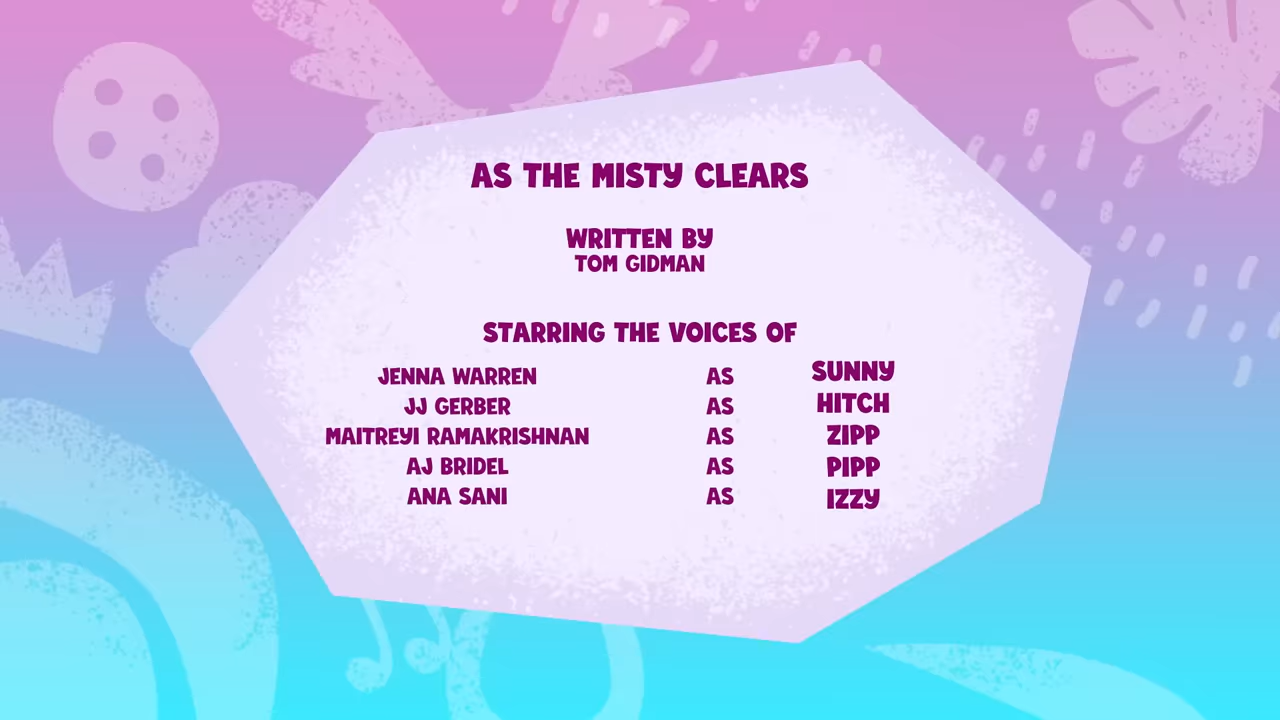 AS THE MISTY CLEARS
WRITTEN BY
TOM GIDMAN
STARRING THE VOICES OF
JENNA WARREN AS SUNNY
JJ GERBER AS HITCH
MAITREYI RAMAKRISHNAN AS ZIPP
AJ BRIDEL AS PIPP
ANA SANI AS IZZY